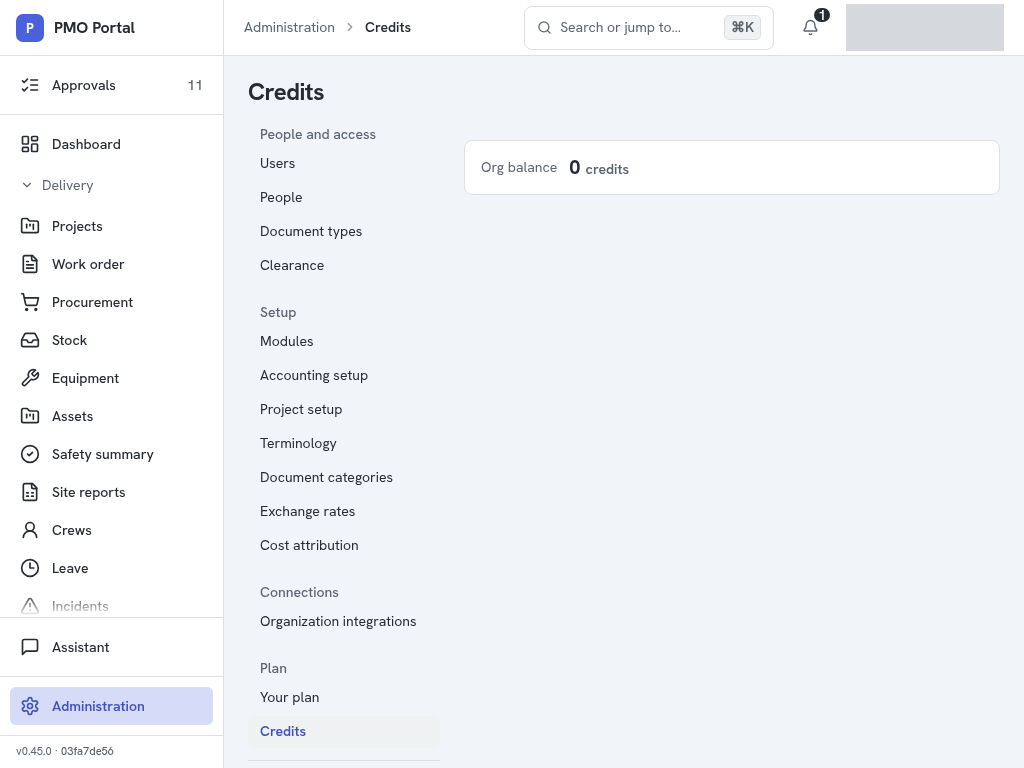 P
PMO Portal
Administration > Credits
Search or jump to...
⌘K
1
Approvals 11
Dashboard
Delivery
Projects
Work order
Procurement
Stock
Equipment
Assets
Safety summary
Site reports
Crews
Leave
Incidents
Assistant
Administration
v0.45.0 · 03fa7de56
Credits
People and access
Users
People
Document types
Clearance
Setup
Modules
Accounting setup
Project setup
Terminology
Document categories
Exchange rates
Cost attribution
Connections
Organization integrations
Plan
Your plan
Credits
Org balance 0 credits